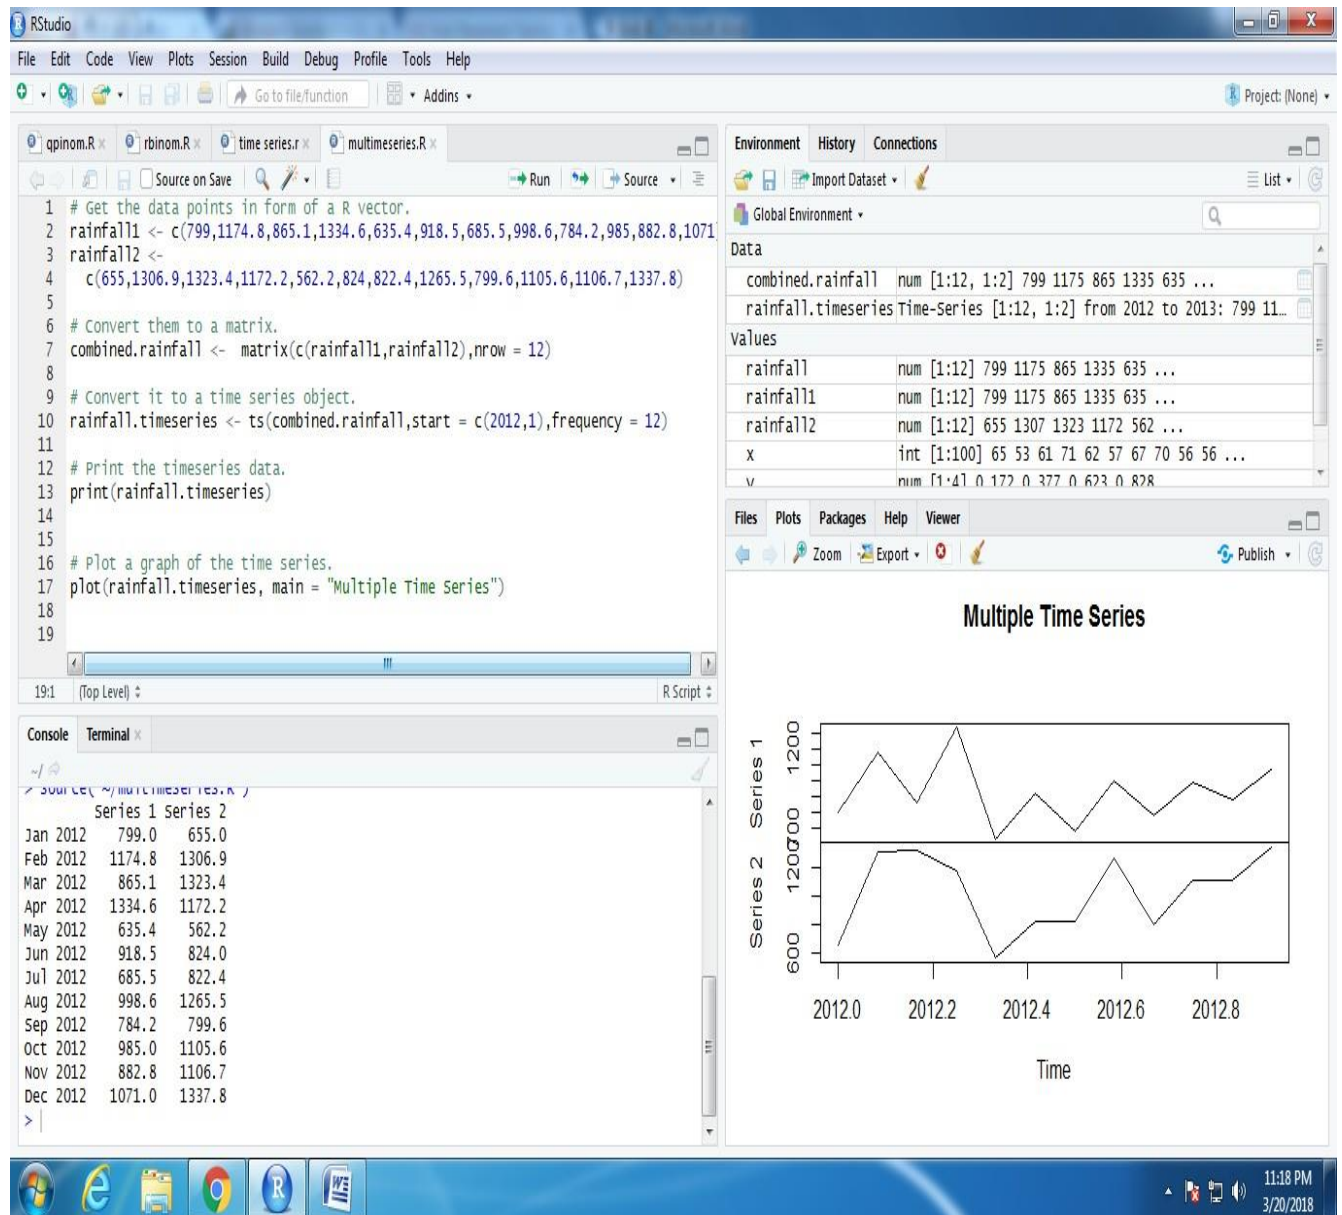 RStudio
File Edit Code View Plots Session Build Debug Profile Tools Help
Go to file/function Addins Project: (None)
qpinom.R rbinom.R time series.r multimeseries.R
Source on Save Run Source
1 # Get the data points in form of a R vector.
2 rainfall1 <- c(799,1174.8,865.1,1334.6,635.4,918.5,685.5,998.6,784.2,985,882.8,1071)
3 rainfall2 <-
4 c(655,1306.9,1323.4,1172.2,562.2,824,822.4,1265.5,799.6,1105.6,1106.7,1337.8)
5
6 # Convert them to a matrix.
7 combined.rainfall <- matrix(c(rainfall1,rainfall2),nrow = 12)
8
9 # Convert it to a time series object.
10 rainfall.timeseries <- ts(combined.rainfall,start = c(2012,1),frequency = 12)
11
12 # Print the timeseries data.
13 print(rainfall.timeseries)
14
15
16 # Plot a graph of the time series.
17 plot(rainfall.timeseries, main = "Multiple Time Series")
18
19
19:1 (Top Level) R Script
Console Terminal
~/
> source('~/multimeseries.R')
Series 1 Series 2
Jan 2012 799.0 655.0
Feb 2012 1174.8 1306.9
Mar 2012 865.1 1323.4
Apr 2012 1334.6 1172.2
May 2012 635.4 562.2
Jun 2012 918.5 824.0
Jul 2012 685.5 822.4
Aug 2012 998.6 1265.5
Sep 2012 784.2 799.6
Oct 2012 985.0 1105.6
Nov 2012 882.8 1106.7
Dec 2012 1071.0 1337.8
>
Environment History Connections
Import Dataset List
Global Environment
Data
combined.rainfall num [1:12, 1:2] 799 1175 865 1335 635 ...
rainfall.timeseries Time-Series [1:12, 1:2] from 2012 to 2013: 799 11...
Values
rainfall num [1:12] 799 1175 865 1335 635 ...
rainfall1 num [1:12] 799 1175 865 1335 635 ...
rainfall2 num [1:12] 655 1307 1323 1172 562 ...
x int [1:100] 65 53 61 71 62 57 67 70 56 56 ...
num [1:4] 0.172 0.377 0.623 0.828
Files Plots Packages Help Viewer
Zoom Export Publish
Multiple Time Series
Series 1
700 1200
Series 2
600 1200
2012.0 2012.2 2012.4 2012.6 2012.8
Time
11:18 PM
3/20/2018